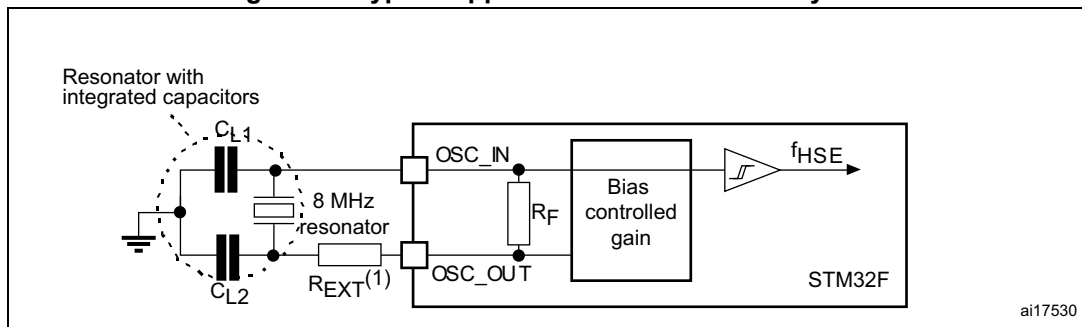 Resonator with
integrated capacitors
CL1
OSC_IN
fHSE
8 MHz
resonator
RF
Bias
controlled
gain
REXT(1)
OSC_OUT
STM32F
CL2
ai17530